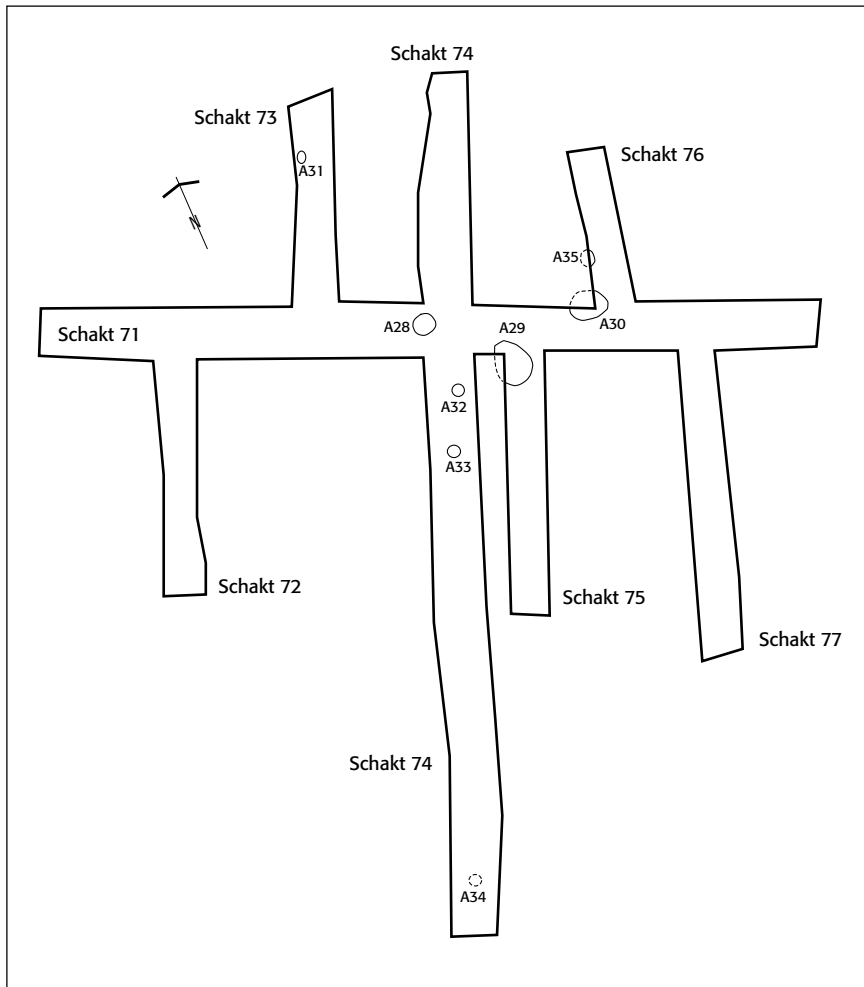 Schakt 74
Schakt 73
Schakt 76
A31
N
A35
Schakt 71
A28
A29
A30
A32
A33
Schakt 72
Schakt 75
Schakt 77
Schakt 74
A34